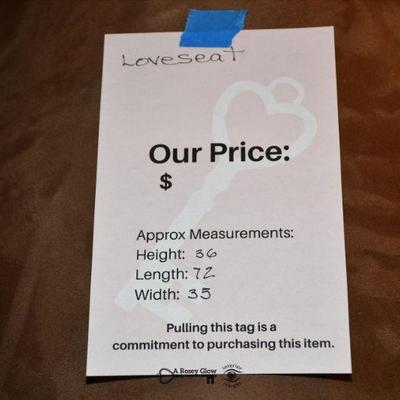 Loveseat
Our Price:
$
Approx Measurements:
Height: 36
Length: 72
Width: 35
Pulling this tag is a
commitment to purchasing this item.
A Rosey Glow
interior